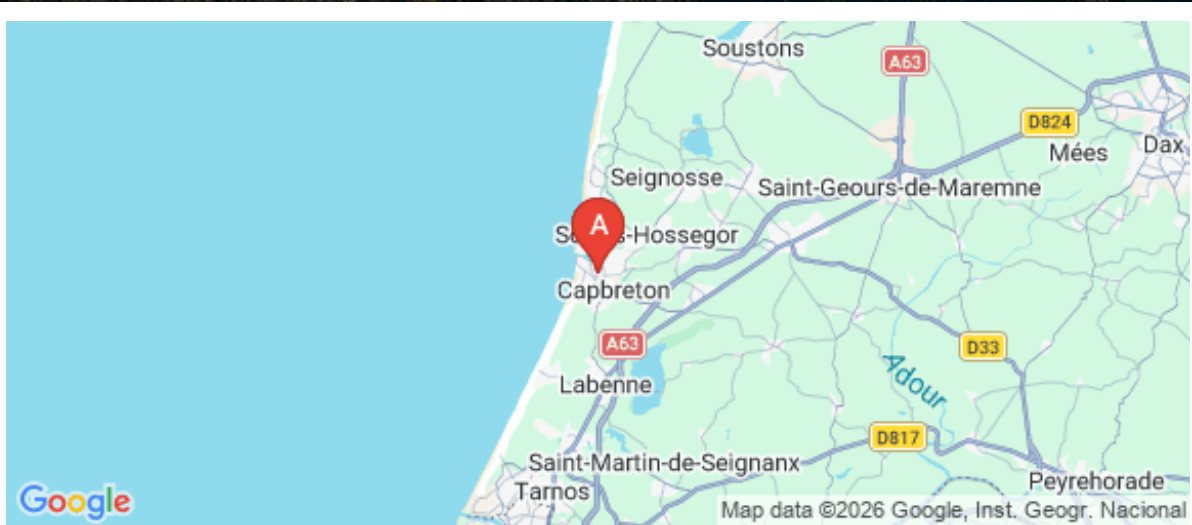 Soustons
A63
D824
Mées
Dax
Seignosse
Saint-Geours-de-Maremne
A
-Hossegor
Capbreton
A63
D33
Labenne
Adour
D817
Saint-Martin-de-Seignanx
Tarnos
Peyrehorade
Google
Map data ©2026 Google, Inst. Geogr. Nacional